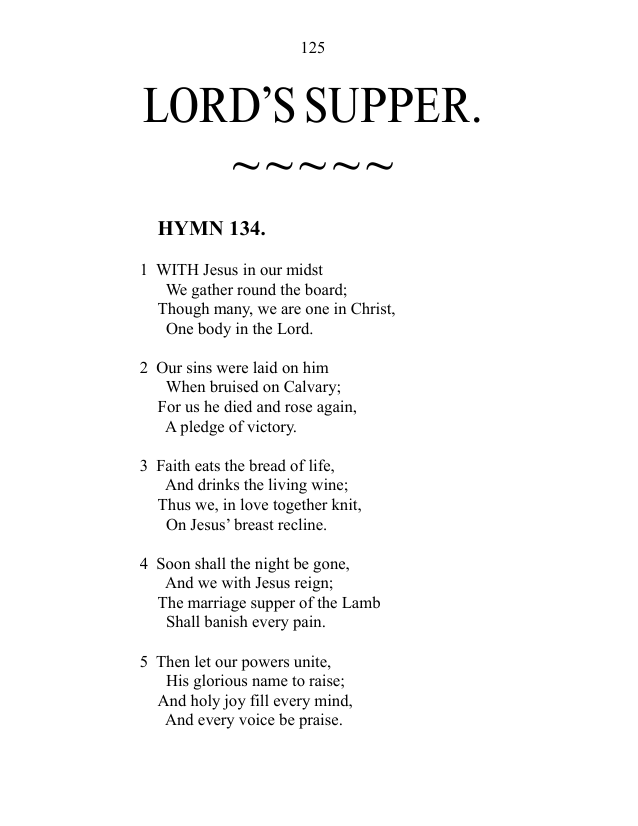 125
LORD’S SUPPER.
~~~~~
HYMN 134.
1 WITH Jesus in our midst
We gather round the board;
Though many, we are one in Christ,
One body in the Lord.
2 Our sins were laid on him
When bruised on Calvary;
For us he died and rose again,
A pledge of victory.
3 Faith eats the bread of life,
And drinks the living wine;
Thus we, in love together knit,
On Jesus’ breast recline.
4 Soon shall the night be gone,
And we with Jesus reign;
The marriage supper of the Lamb
Shall banish every pain.
5 Then let our powers unite,
His glorious name to raise;
And holy joy fill every mind,
And every voice be praise.